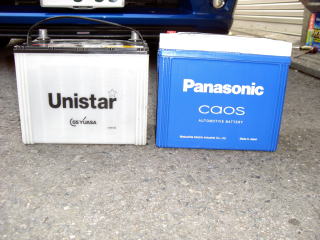 Unistar
GS YUASA
Panasonic
caos
AUTOMOTIVE BATTERY